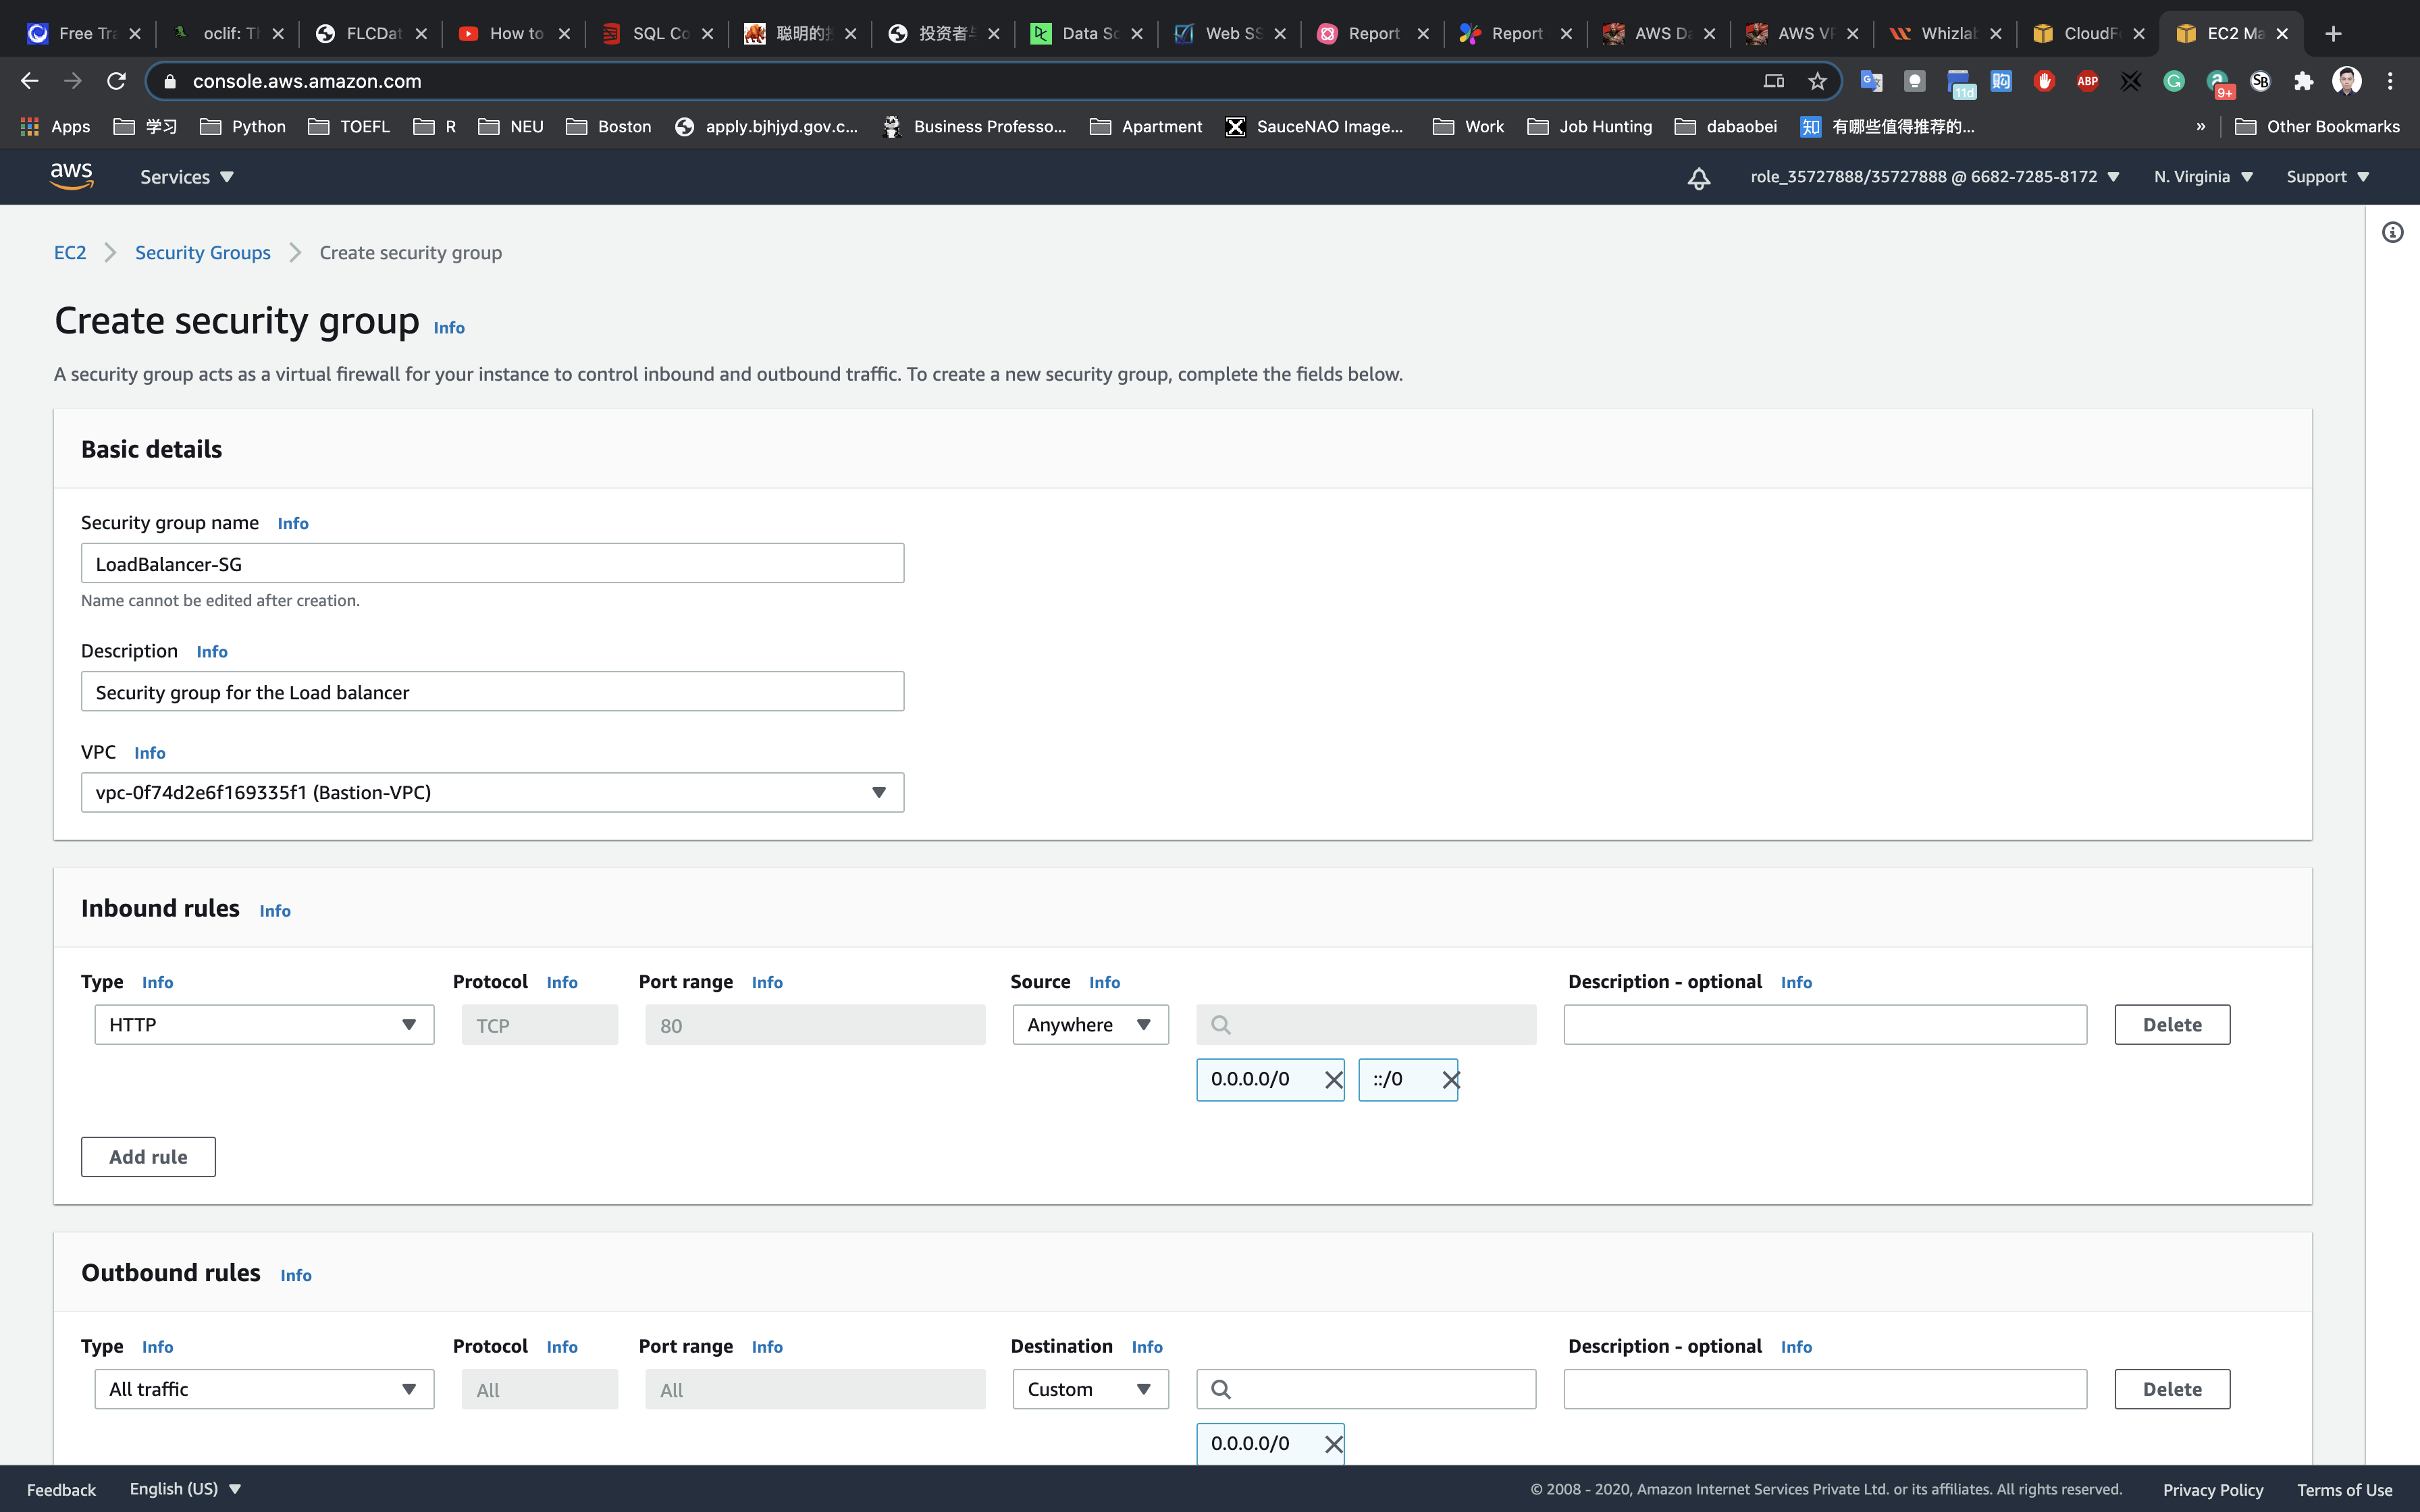 Free Tra
oclif: Th
FLCDat
How to
SQL Co
聪明的
投资者
Data Sc
Web SS
Report
Report
AWS Da
AWS VP
Whizlab
CloudFo
EC2 Ma
console.aws.amazon.com
11d
ABP
9+
SB
Apps 学习 Python TOEFL R NEU Boston apply.bjhjyd.gov.c... Business Professo... Apartment SauceNAO Image... Work Job Hunting dabaobei 知 有哪些值得推荐的... » Other Bookmarks
aws Services role_35727888/35727888 @ 6682-7285-8172 N. Virginia Support
EC2 Security Groups Create security group
Create security group Info
A security group acts as a virtual firewall for your instance to control inbound and outbound traffic. To create a new security group, complete the fields below.
Basic details
Security group name Info
LoadBalancer-SG
Name cannot be edited after creation.
Description Info
Security group for the Load balancer
VPC Info
vpc-0f74d2e6f169335f1 (Bastion-VPC)
Inbound rules Info
Type Info Protocol Info Port range Info Source Info Description - optional Info
HTTP TCP 80 Anywhere Delete
0.0.0.0/0 ::/0
Add rule
Outbound rules Info
Type Info Protocol Info Port range Info Destination Info Description - optional Info
All traffic All All Custom Delete
0.0.0.0/0
Feedback English (US) © 2008 - 2020, Amazon Internet Services Private Ltd. or its affiliates. All rights reserved. Privacy Policy Terms of Use